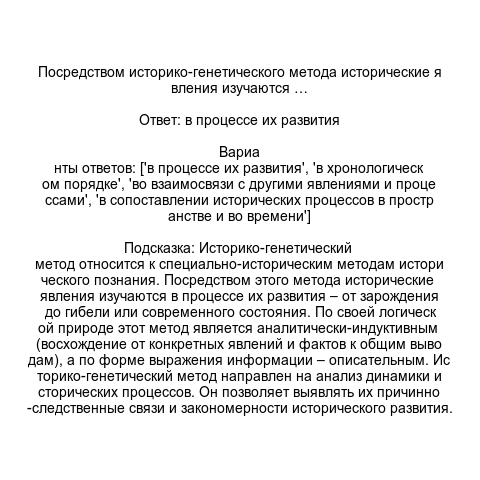 Посредством историко-генетического метода исторические я
вления изучаются …
Ответ: в процессе их развития
Вариа
нты ответов: ['в процессе их развития', 'в хронологическ
ом порядке', 'во взаимосвязи с другими явлениями и проце
ссами', 'в сопоставлении исторических процессов в простр
анстве и во времени']
Подсказка: Историко-генетический
метод относится к специально-историческим методам истори
ческого познания. Посредством этого метода исторические
явления изучаются в процессе их развития – от зарождения
до гибели или современного состояния. По своей логическ
ой природе этот метод является аналитически-индуктивным
(восхождение от конкретных явлений и фактов к общим выво
дам), а по форме выражения информации – описательным. Ис
торико-генетический метод направлен на анализ динамики и
сторических процессов. Он позволяет выявлять их причинно
-следственные связи и закономерности исторического развития.